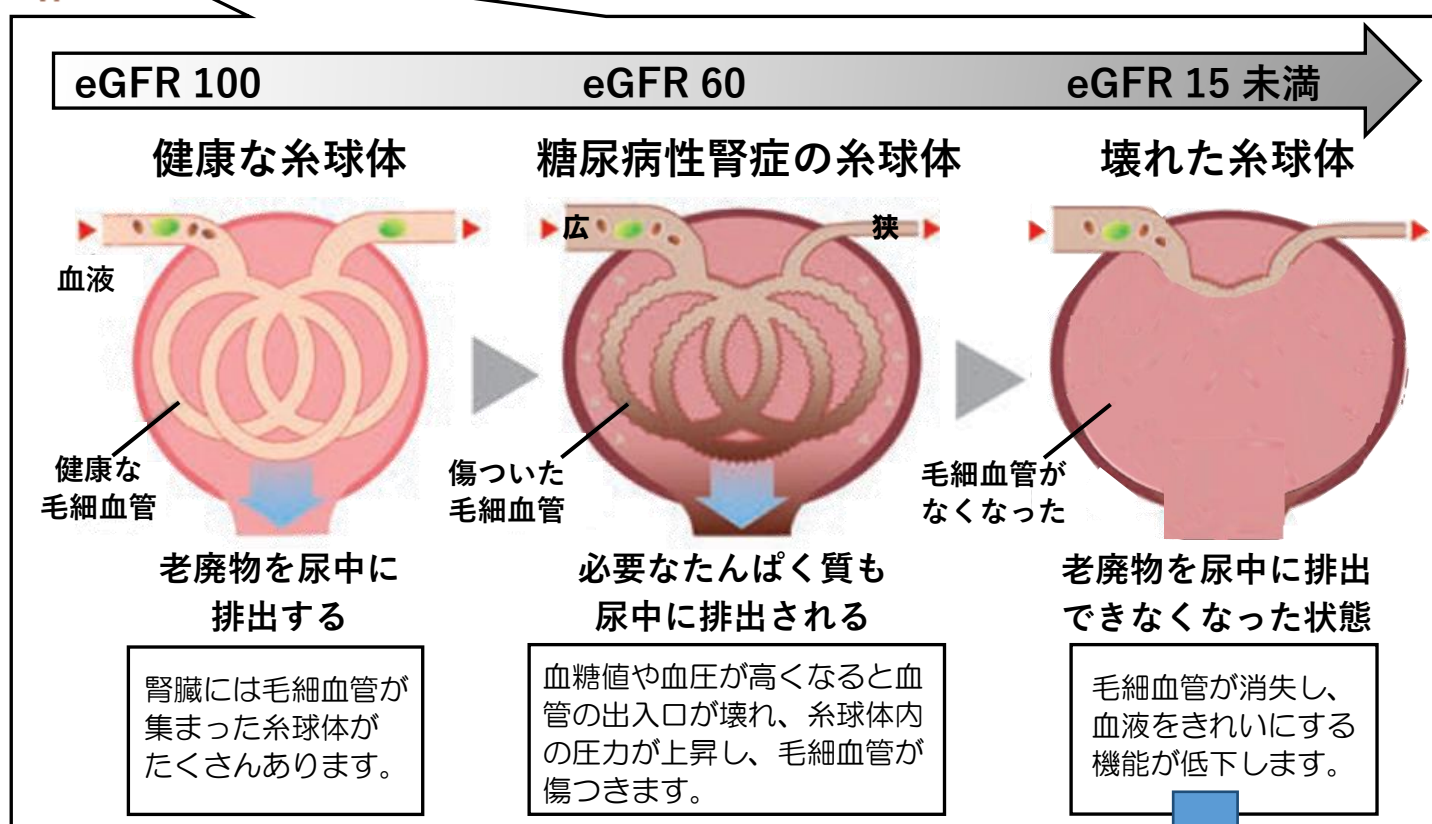 eGFR 100
eGFR 60
eGFR 15 未満
健康な糸球体
糖尿病性腎症の糸球体
壊れた糸球体
血液
広
狭
健康な
毛細血管
傷ついた
毛細血管
毛細血管が
なくなった
老廃物を尿中に
排出する
必要なたんぱく質も
尿中に排出される
老廃物を尿中に排出
できなくなった状態
腎臓には毛細血管が
集まった糸球体が
たくさんあります。
血糖値や血圧が高くなると血
管の出入口が壊れ、糸球体内
の圧力が上昇し、毛細血管が
傷つきます。
毛細血管が消失し、
血液をきれいにする
機能が低下します。